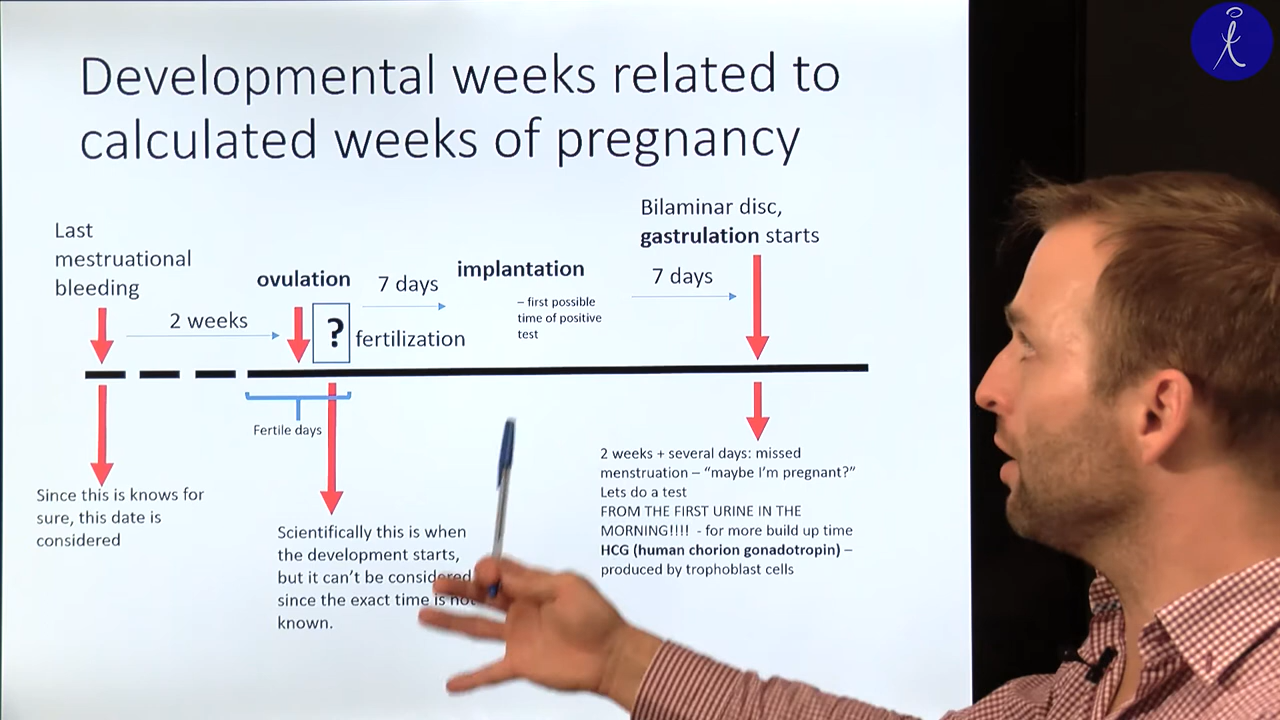 Developmental weeks related to
calculated weeks of pregnancy
Last
mestruational
bleeding
2 weeks
ovulation
?
fertilization
7 days
implantation
– first possible
time of positive
test
7 days
Bilaminar disc,
gastrulation starts
Fertile days
Since this is knows for
sure, this date is
considered
Scientifically this is when
the development starts,
but it can't be considered
since the exact time is not
known.
2 weeks + several days: missed
menstruation – “maybe I'm pregnant?”
Lets do a test
FROM THE FIRST URINE IN THE
MORNING!!!! - for more build up time
HCG (human chorion gonadotropin) –
produced by trophoblast cells